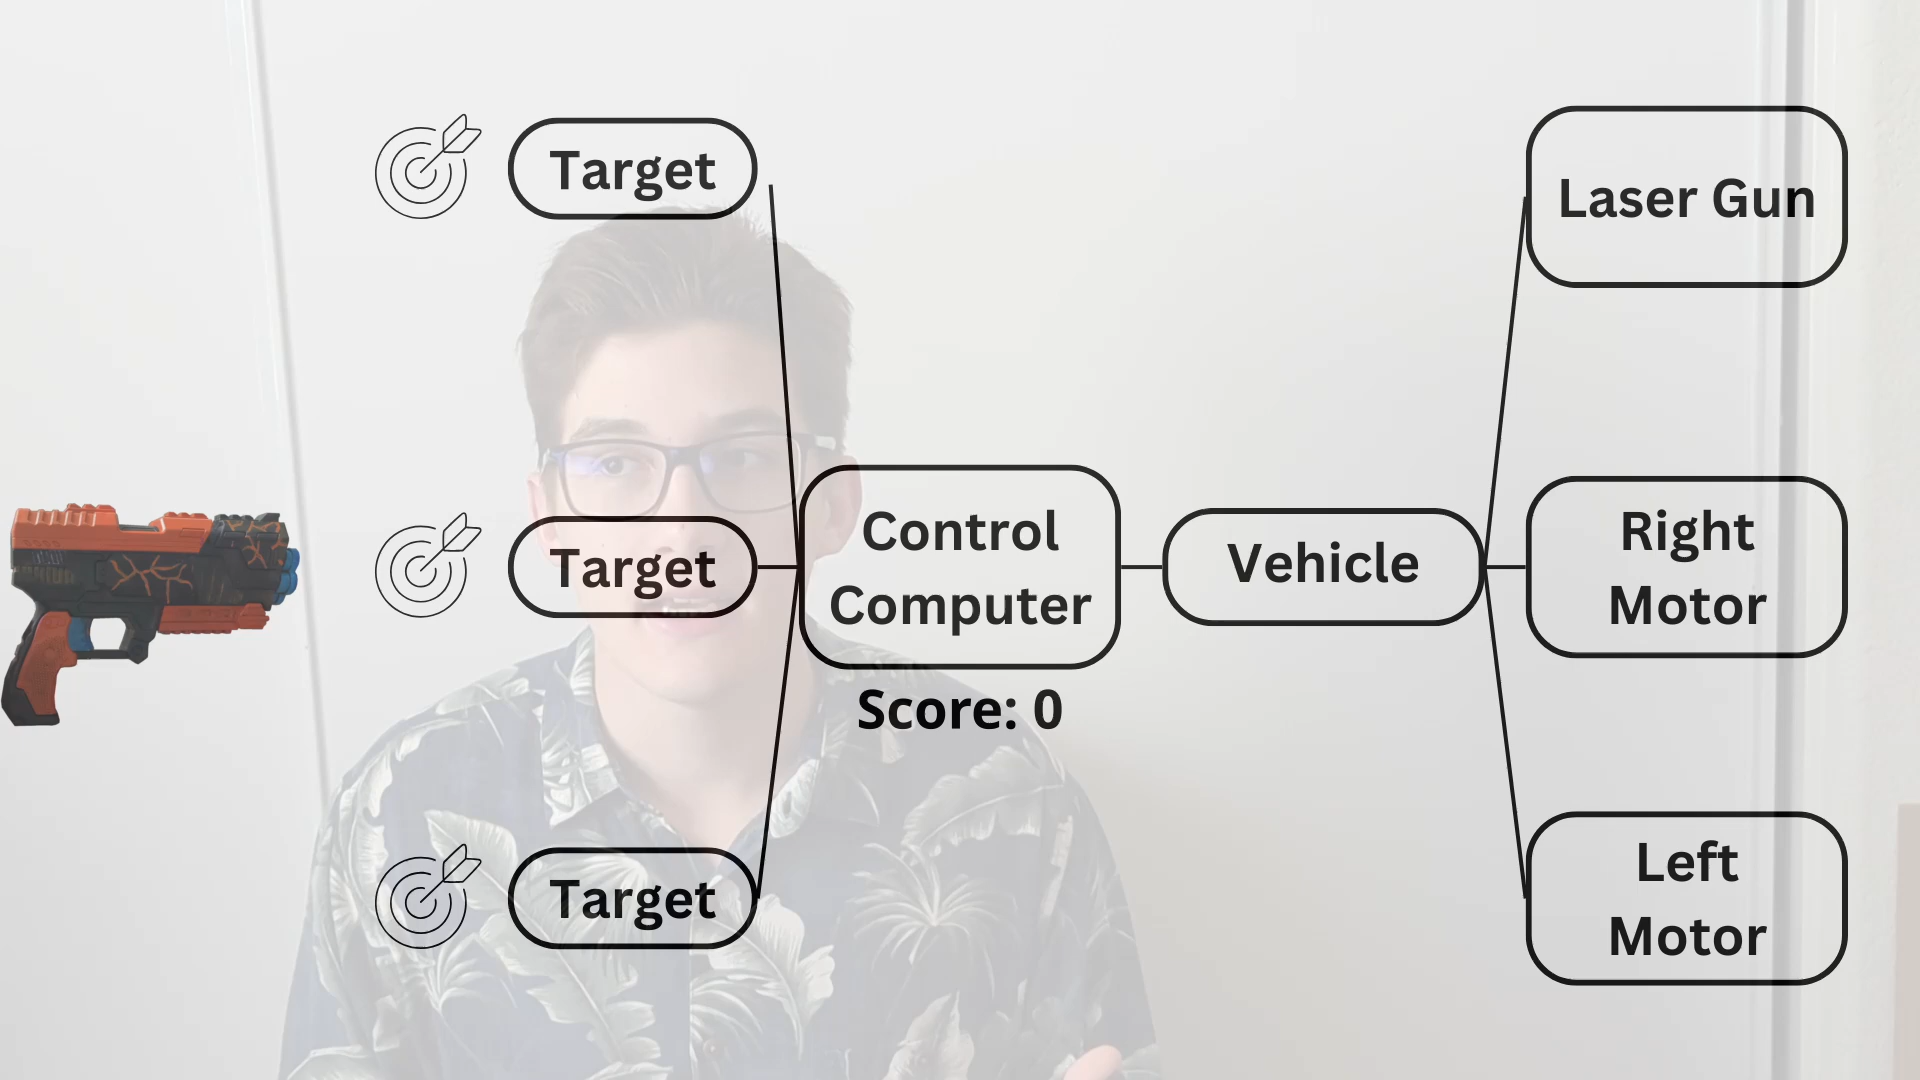 Target
Target
Target
Control
Computer
Score: 0
Vehicle
Laser Gun
Right
Motor
Left
Motor